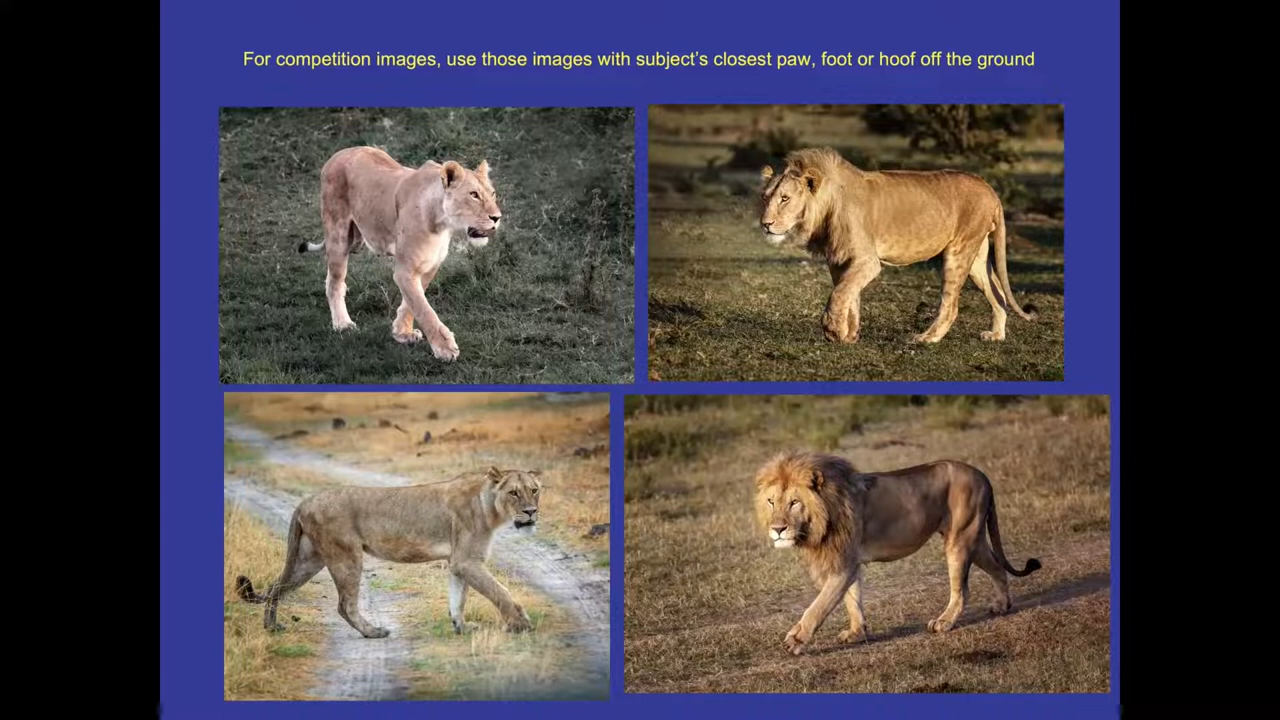 For competition images, use those images with subject’s closest paw, foot or hoof off the ground